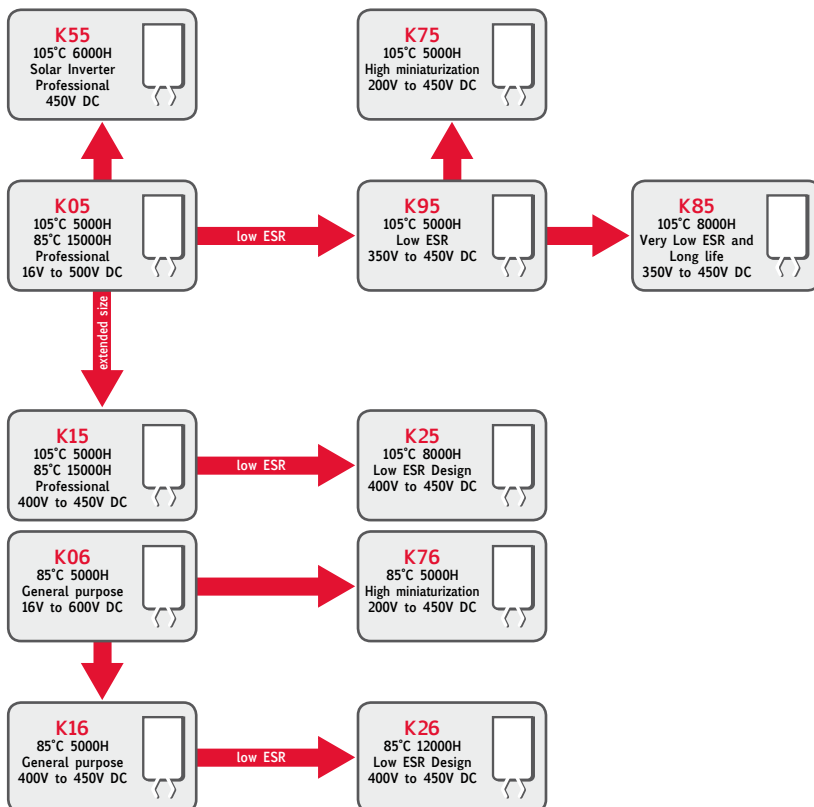 K55
105°C 6000H
Solar Inverter
Professional
450V DC
K75
105°C 5000H
High miniaturization
200V to 450V DC
K05
105°C 5000H
85°C 15000H
Professional
16V to 500V DC
low ESR
K95
105°C 5000H
Low ESR
350V to 450V DC
K85
105°C 8000H
Very Low ESR and
Long life
350V to 450V DC
extended size
K15
105°C 5000H
85°C 15000H
Professional
400V to 450V DC
low ESR
K25
105°C 8000H
Low ESR Design
400V to 450V DC
K06
85°C 5000H
General purpose
16V to 600V DC
K76
85°C 5000H
High miniaturization
200V to 450V DC
K16
85°C 5000H
General purpose
400V to 450V DC
low ESR
K26
85°C 12000H
Low ESR Design
400V to 450V DC